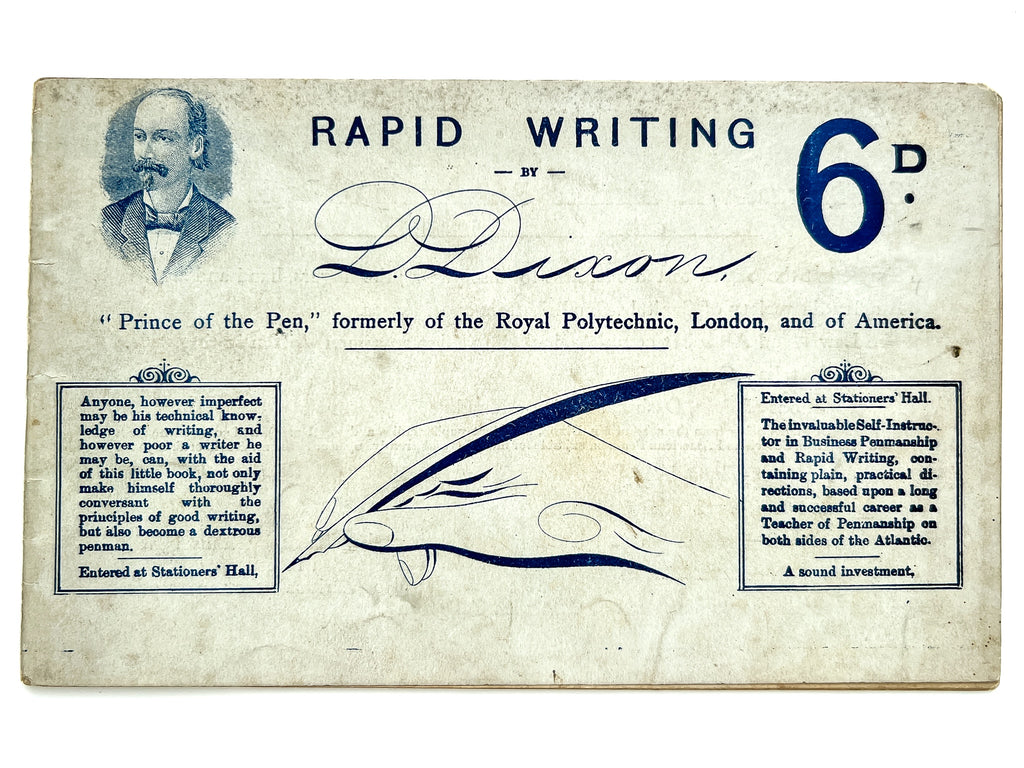 RAPID WRITING
6D.
— BY —
D. Dixon,
“ Prince of the Pen,” formerly of the Royal Polytechnic, London, and of America.
Anyone, however imperfect
may be his technical know-
ledge of writing, and
however poor a writer he
may be, can, with the aid
of this little book, not only
make himself thoroughly
conversant with the
principles of good writing,
but also become a dextrous
penman.
Entered at Stationers' Hall,
Entered at Stationers' Hall.
The invaluable Self-Instruc-
tor in Business Penmanship
and Rapid Writing, con-
taining plain, practical di-
rections, based upon a long
and successful career as a
Teacher of Penmanship on
both sides of the Atlantic.
A sound investment,